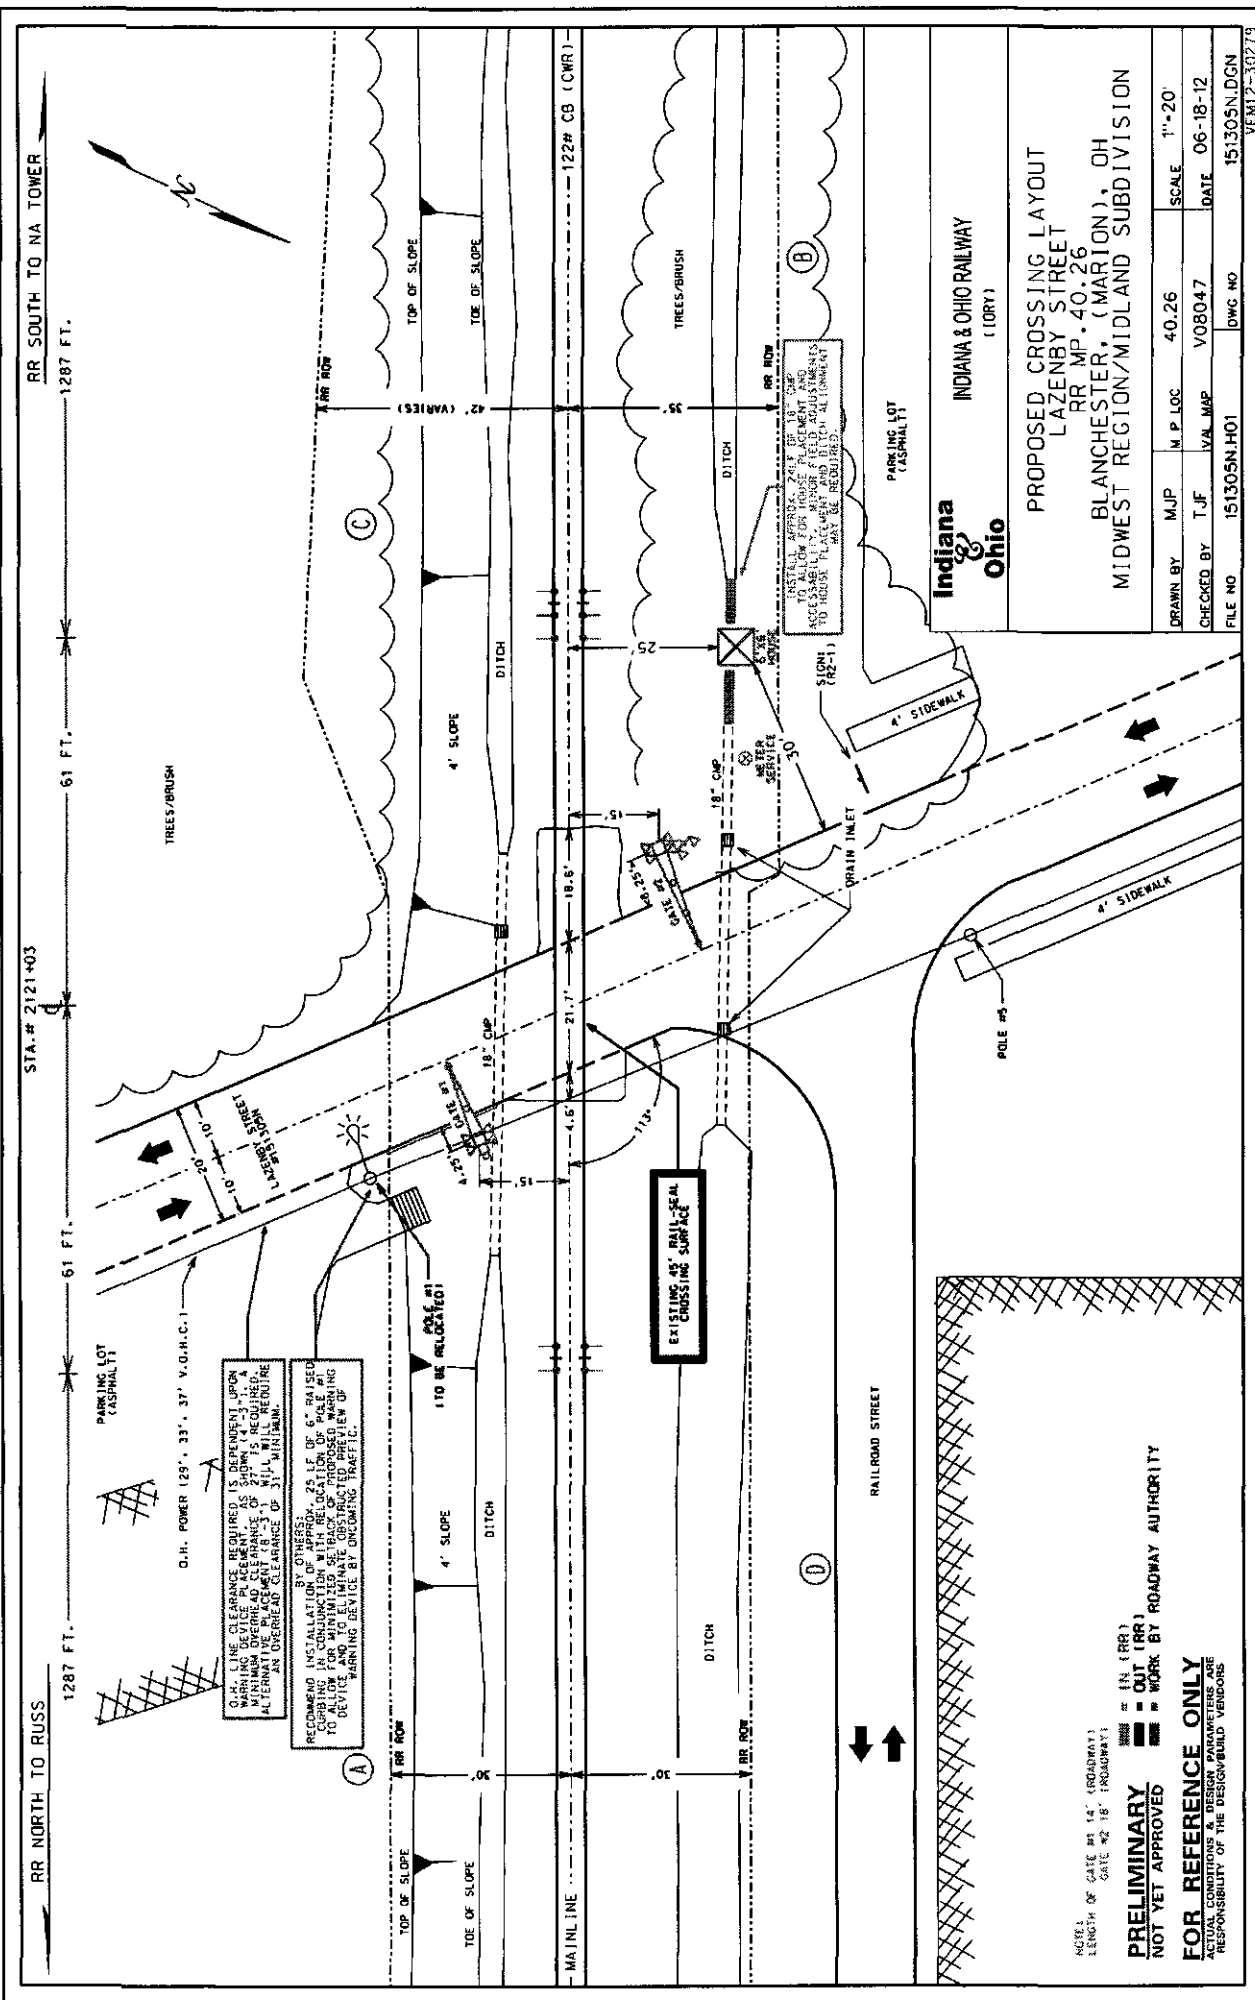 RR NORTH TO RUSS
RR SOUTH TO NA TOWER
STA.# 2121+03
1287 FT.
61 FT.
61 FT.
1287 FT.
N
PARKING LOT
(ASPHALT)
O.H. POWER (29', 33', 37' V.O.H.C.)
20'
10'
10'
LAZENBY STREET
#151305N
TREES/BRUSH
O.H. LINE CLEARANCE REQUIRED IS DEPENDENT UPON
WARNING DEVICE PLACEMENT. AS SHOWN (4'-3"), A
MINIMUM OVERHEAD CLEARANCE OF 27' IS REQUIRED.
ALTERNATIVE PLACEMENT (8'-3") WILL WILL REQUIRE
AN OVERHEAD CLEARANCE OF 31' MINIMUM.
BY OTHERS:
RECOMMEND INSTALLATION OF APPROX. 25 LF OF 6" RAISED
CURBING IN CONJUNCTION WITH RELOCATION OF POLE #1
TO ALLOW FOR MINIMIZED SETBACK OF PROPOSED WARNING
DEVICE AND TO ELIMINATE OBSTRUCTED PREVIEW OF
WARNING DEVICE BY ONCOMING TRAFFIC.
A
C
RR ROW
RR ROW
POLE #1
(TO BE RELOCATED)
TOP OF SLOPE
TOP OF SLOPE
4' SLOPE
4' SLOPE
TOE OF SLOPE
TOE OF SLOPE
DITCH
DITCH
GATE #1
4.25'
18" CMP
15'
30'
42' (VARIES)
MAINLINE
4.6'
21.7'
18.6'
122# CB (CWR)
30'
35'
25'
15'
113°
8.25'
GATE #2
EXISTING 45' RAIL-SEAL
CROSSING SURFACE
TREES/BRUSH
DITCH
DITCH
18" CMP
METER
SERVICE
6'X6'
HOUSE
30'
RR ROW
RR ROW
INSTALL APPROX. 24LF OF 18" CMP
TO ALLOW FOR HOUSE PLACEMENT AND
ACCESSABILITY. MINOR FIELD ADJUSTMENTS
TO HOUSE PLACEMENT AND DITCH ALIGNMENT
MAY BE REQUIRED.
B
D
SIGN:
(R2-1)
DRAIN INLET
PARKING LOT
(ASPHALT)
4' SIDEWALK
4' SIDEWALK
POLE #5
RAILROAD STREET
NOTE:
LENGTH OF GATE #1 14' (ROADWAY)
GATE #2 18' (ROADWAY)
PRELIMINARY
NOT YET APPROVED
= IN (RR)
= OUT (RR)
= WORK BY ROADWAY AUTHORITY
FOR REFERENCE ONLY
ACTUAL CONDITIONS & DESIGN PARAMETERS ARE
RESPONSIBILITY OF THE DESIGN/BUILD VENDORS
Indiana
&
Ohio
INDIANA & OHIO RAILWAY
(IORY)
PROPOSED CROSSING LAYOUT
LAZENBY STREET
RR MP. 40.26
BLANCHESTER, (MARION), OH
MIDWEST REGION/MIDLAND SUBDIVISION
DRAWN BY MJP M P LOC 40.26 SCALE 1"=20'
CHECKED BY TJF VAL MAP V08047 DATE 06-18-12
FILE NO 151305N.H01 DWG NO 151305N.DGN
VEM12-30279